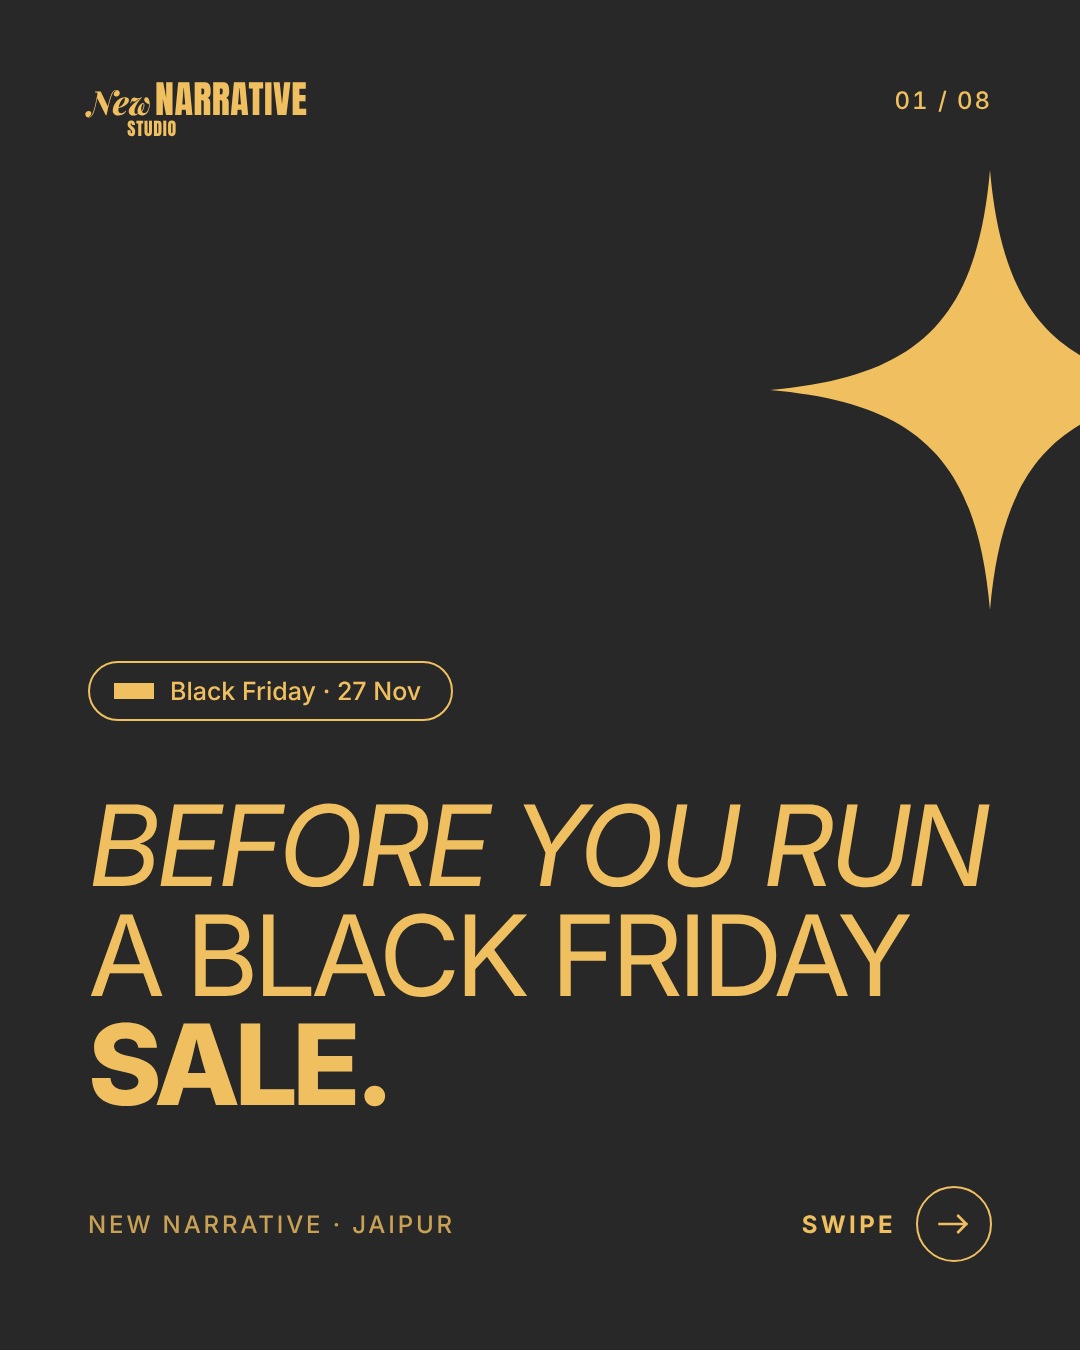 New NARRATIVE
STUDIO
01 / 08
Black Friday · 27 Nov
BEFORE YOU RUN
A BLACK FRIDAY
SALE.
NEW NARRATIVE · JAIPUR
SWIPE →